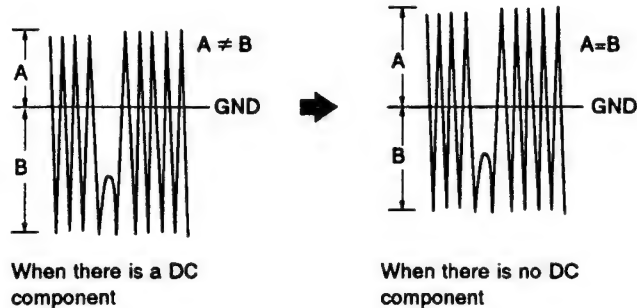 A ≠ B
A
GND
B
When there is a DC
component
A=B
A
GND
B
When there is no DC
component